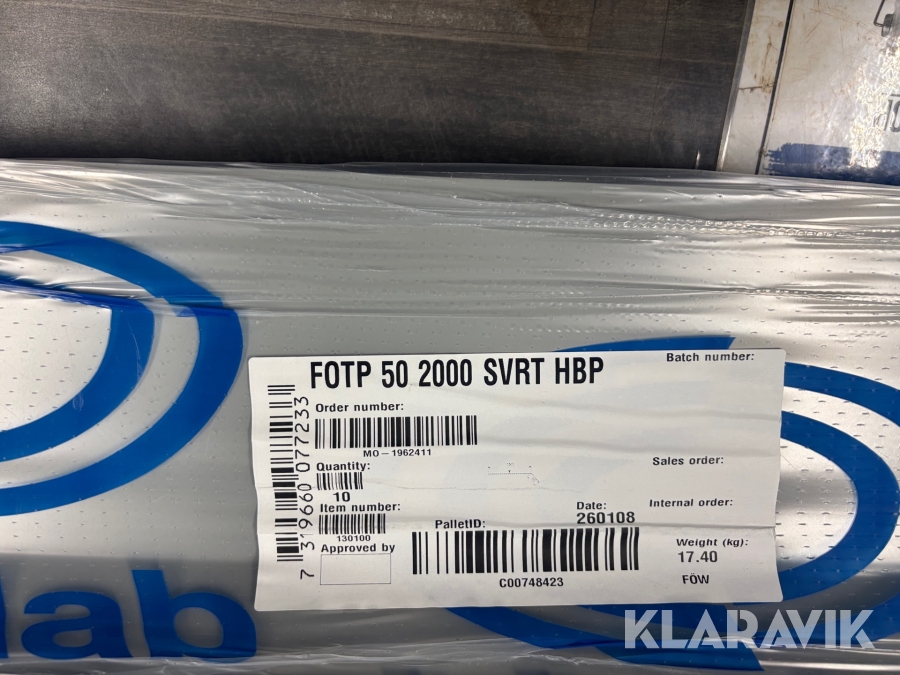 FOTP 50 2000 SVRT HBP
Batch number:
Order number:
MO-1962411
Quantity:
10
Sales order:
Item number:
130100
Internal order:
Date:
260108
PalletID:
C00748423
Approved by
Weight (kg):
17.40
FÖW
7 319660 077233
lab
KLARAVIK